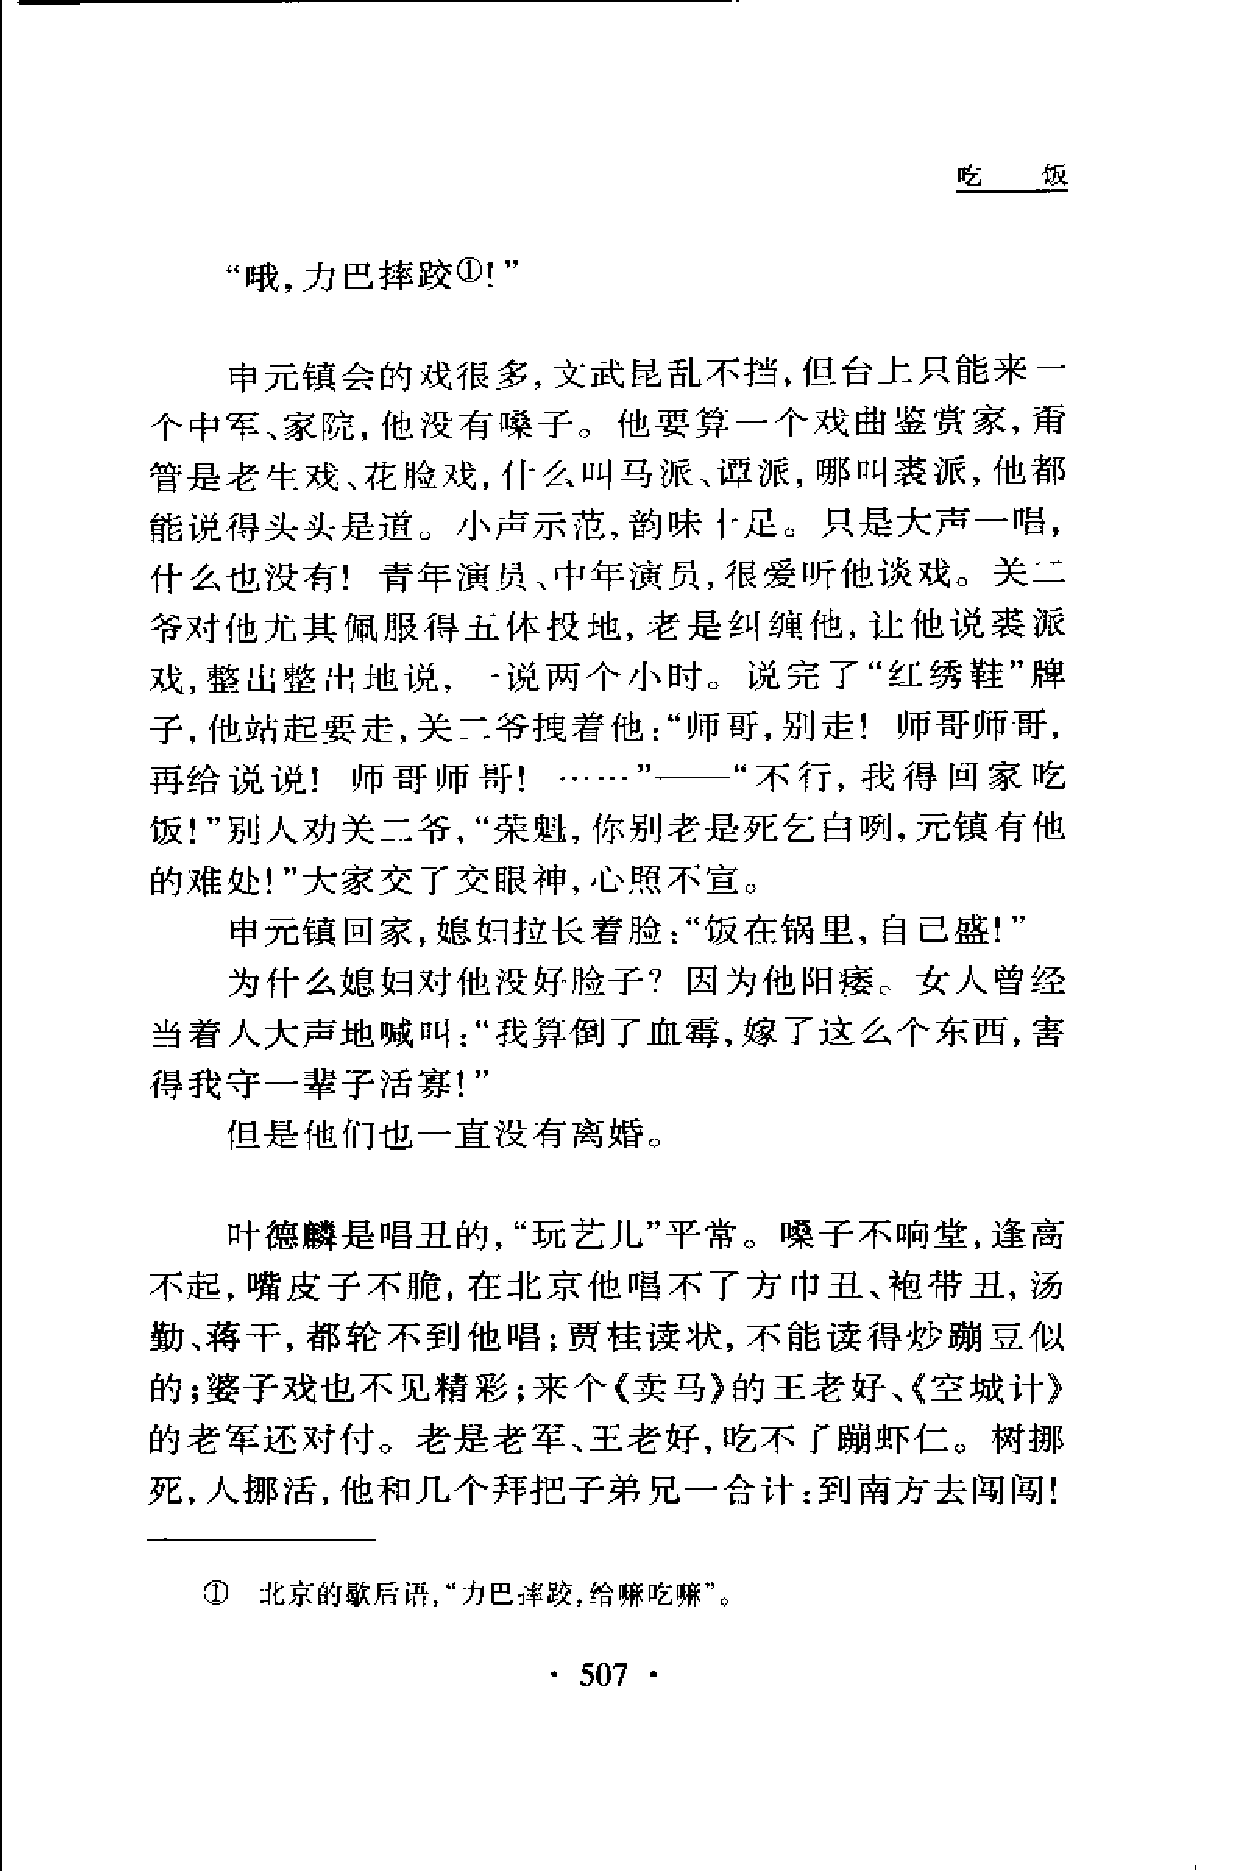 吃　饭
“哦,力巴摔跤①!”
申元镇会的戏很多,文武昆乱不挡,但台上只能来一
个中军、家院,他没有嗓子。他要算一个戏曲鉴赏家,甭
管是老生戏、花脸戏,什么叫马派、谭派,哪叫裘派,他都
能说得头头是道。小声示范,韵味十足。只是大声一唱,
什么也没有! 青年演员、中年演员,很爱听他谈戏。关二
爷对他尤其佩服得五体投地,老是纠缠他,让他说裘派
戏,整出整出地说,一说两个小时。说完了“红绣鞋”牌
子,他站起要走,关二爷拽着他:“师哥,别走! 师哥师哥,
再给说说! 师哥师哥! ……”——“不行,我得回家吃
饭!”别人劝关二爷,“荣魁,你别老是死乞白咧,元镇有他
的难处!”大家交了交眼神,心照不宣。
申元镇回家,媳妇拉长着脸:“饭在锅里,自己盛!”
为什么媳妇对他没好脸子? 因为他阳痿。女人曾经
当着人大声地喊叫:“我算倒了血霉,嫁了这么个东西,害
得我守一辈子活寡!”
但是他们也一直没有离婚。
叶德麟是唱丑的,“玩艺儿”平常。嗓子不响堂,逢高
不起,嘴皮子不脆,在北京他唱不了方巾丑、袍带丑,汤
勤、蒋干,都轮不到他唱;贾桂读状,不能读得炒蹦豆似
的;婆子戏也不见精彩;来个《卖马》的王老好、《空城计》
的老军还对付。老是老军、王老好,吃不了蹦虾仁。树挪
死,人挪活,他和几个拜把子弟兄一合计:到南方去闯闯!
① 北京的歇后语,“力巴摔跤,给嘛吃嘛”。
· 507 ·